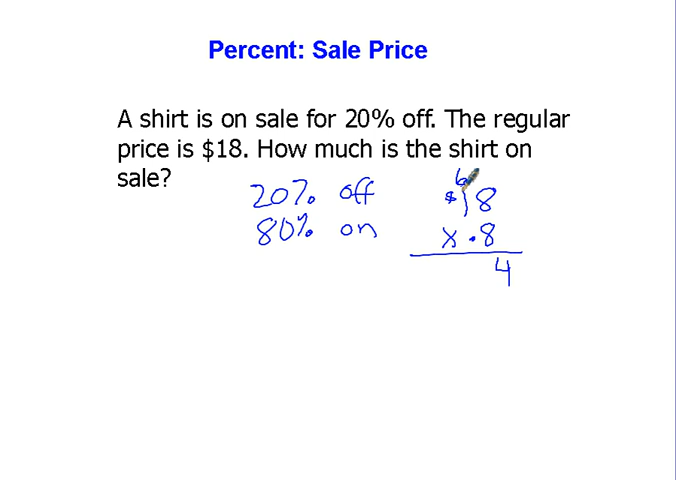 Percent: Sale Price
A shirt is on sale for 20% off. The regular
price is $18. How much is the shirt on
sale?
6
20% off $18
80% on x .8
4